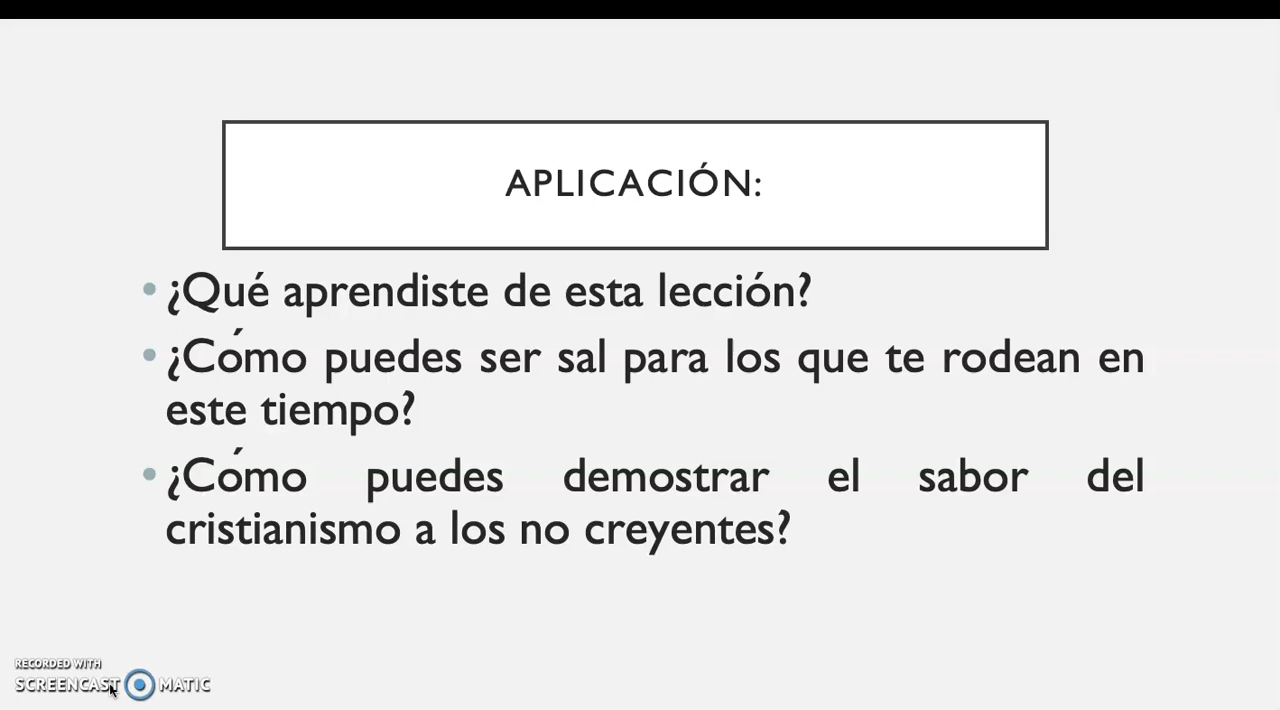 APLICACIÓN:
• ¿Qué aprendiste de esta lección?
• ¿Cómo puedes ser sal para los que te rodean en
este tiempo?
• ¿Cómo puedes demostrar el sabor del
cristianismo a los no creyentes?
RECORDED WITH
SCREENCAST MATIC